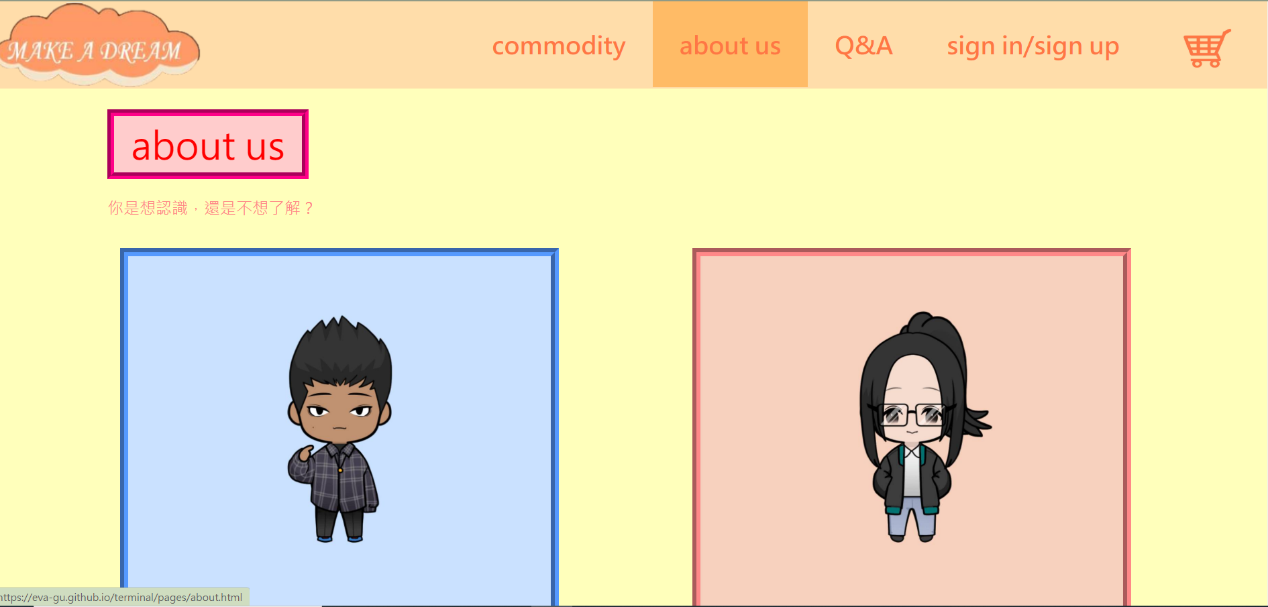 MAKE A DREAM
commodity
about us
Q&A
sign in/sign up
about us
你是想認識，還是不想了解？
https://eva-gu.github.io/terminal/pages/about.html